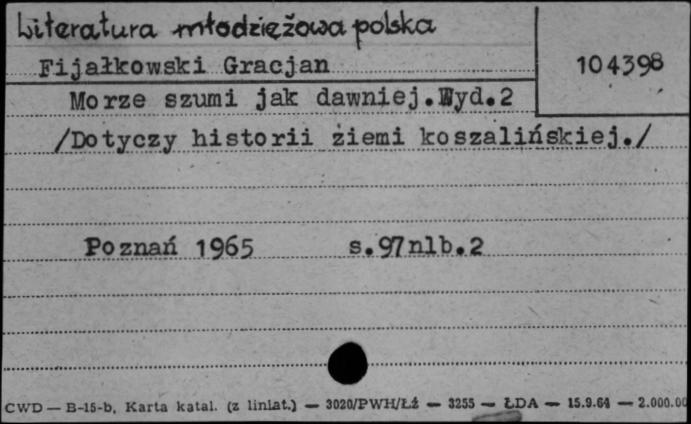 Literatura młodzieżowa polska
Fijałkowski Gracjan
104398
Morze szumi jak dawniej.Wyd.2
/Dotyczy historii ziemi koszalińskiej./
Poznań 1965 s.97nlb.2
CWD — B-15-b, Karta katal. (z liniat.) — 3020/PWH/Łź — 3255 — ŁDA — 15.9.64 — 2.000.00